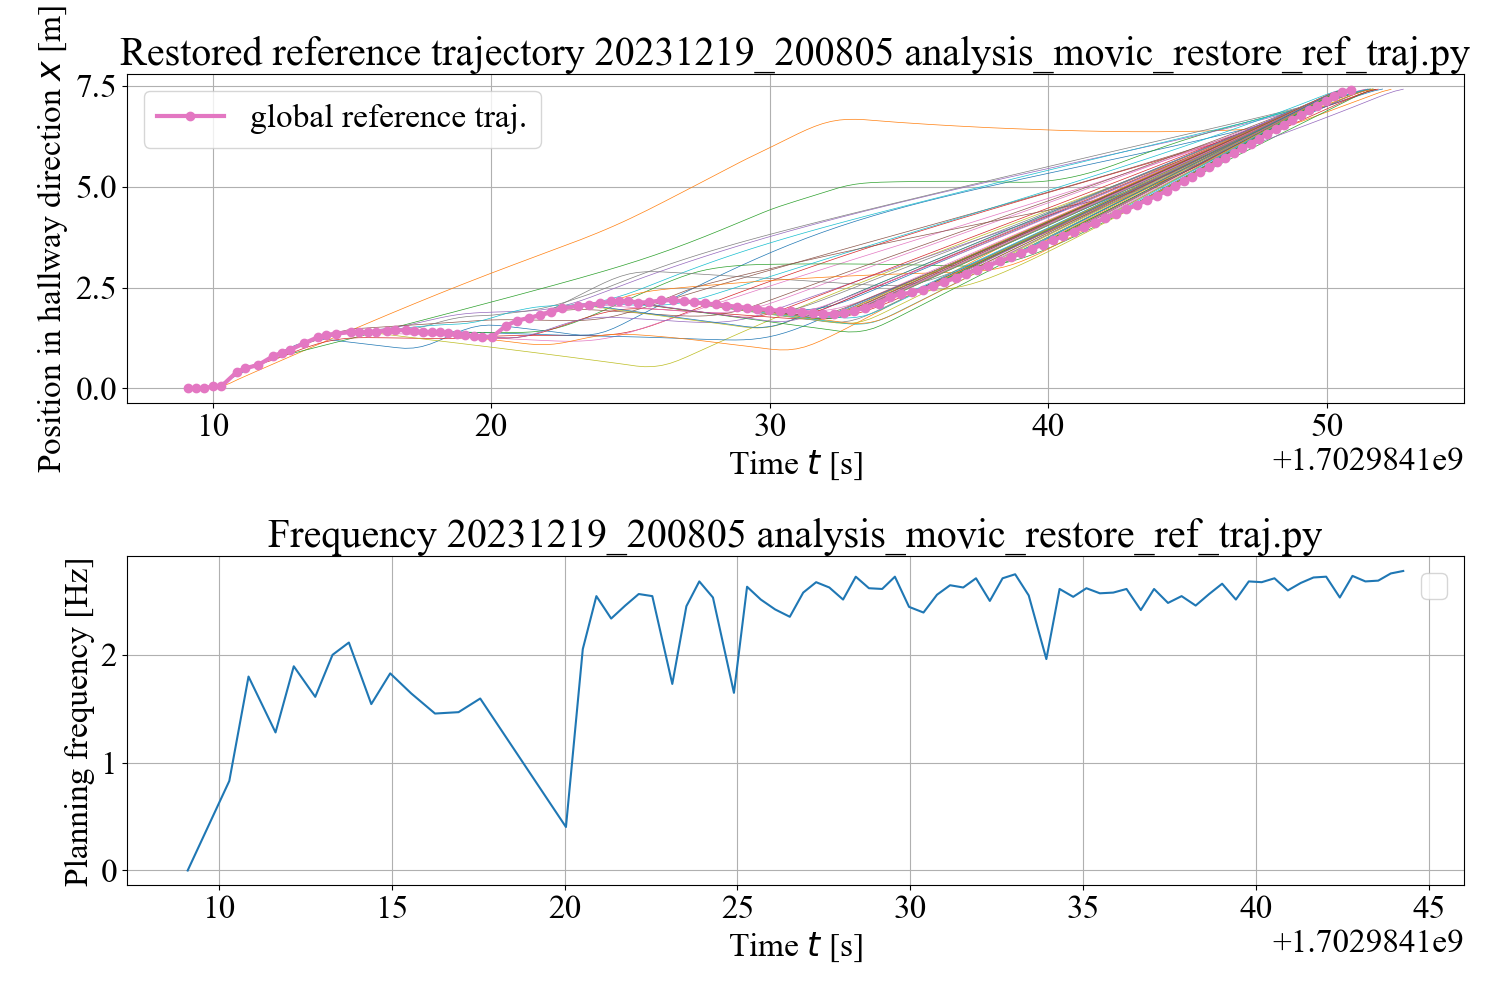 Restored reference trajectory 20231219_200805 analysis_movic_restore_ref_traj.py
Position in hallway direction x [m]
7.5
5.0
2.5
0.0
global reference traj.
10 20 30 40 50
Time t [s]
+1.7029841e9
Frequency 20231219_200805 analysis_movic_restore_ref_traj.py
Planning frequency [Hz]
2
1
0
10 15 20 25 30 35 40 45
Time t [s]
+1.7029841e9